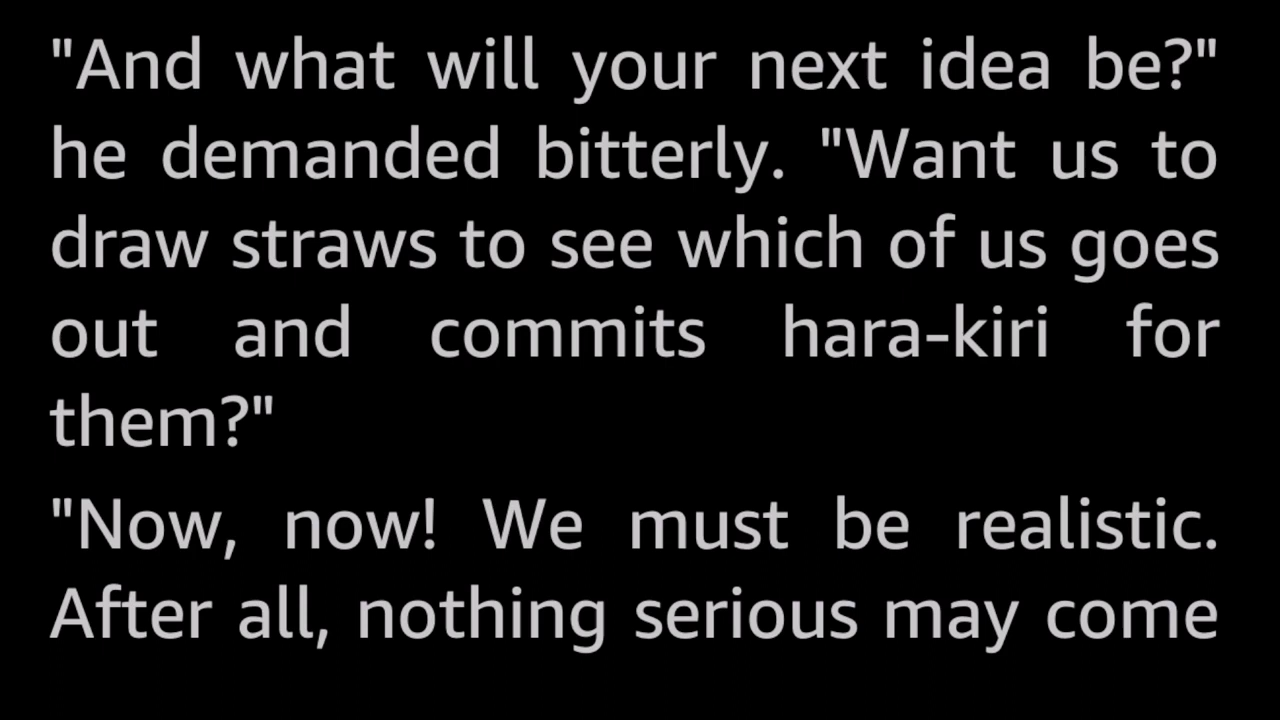 "And what will your next idea be?"
he demanded bitterly. "Want us to
draw straws to see which of us goes
out and commits hara-kiri for
them?"
"Now, now! We must be realistic.
After all, nothing serious may come